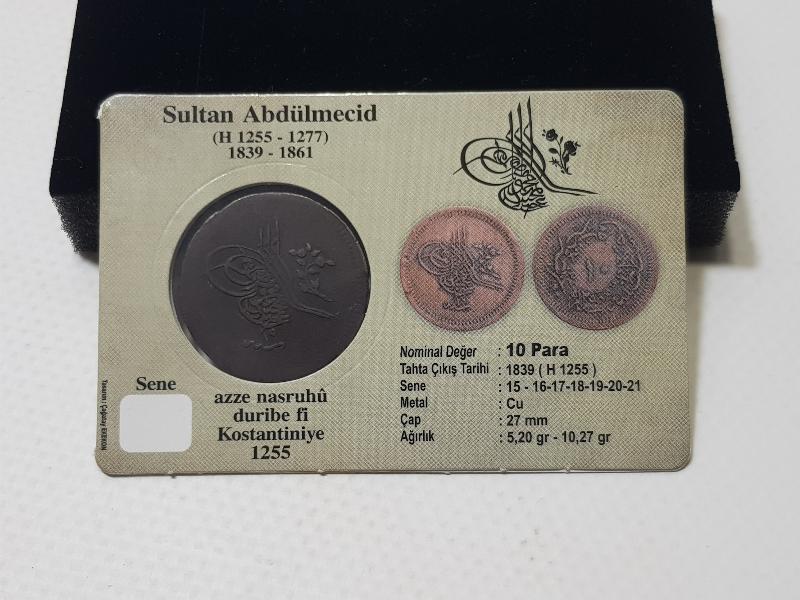 Sultan Abdülmecid
(H 1255 - 1277)
1839 - 1861
Nominal Değer : 10 Para
Tahta Çıkış Tarihi : 1839 ( H 1255 )
Sene : 15 - 16-17-18-19-20-21
Metal : Cu
Çap : 27 mm
Ağırlık : 5,20 gr - 10,27 gr
Sene
azze nasruhû
duribe fî
Kostantiniye
1255